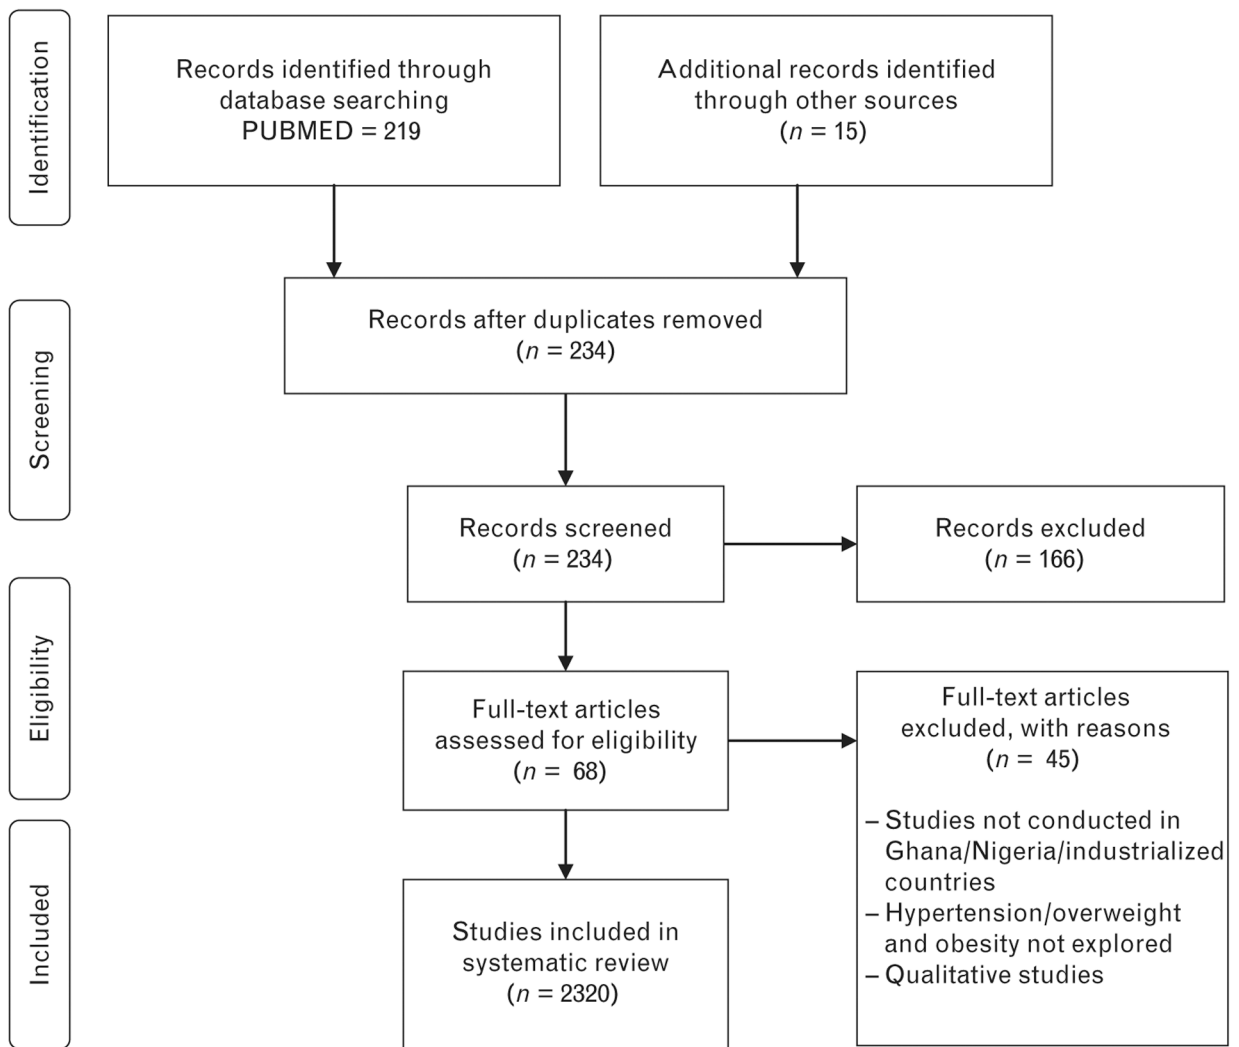 Identification
Records identified through
database searching
PUBMED = 219
Additional records identified
through other sources
(n = 15)
Screening
Records after duplicates removed
(n = 234)
Records screened
(n = 234)
Records excluded
(n = 166)
Eligibility
Full-text articles
assessed for eligibility
(n = 68)
Full-text articles
excluded, with reasons
(n = 45)
– Studies not conducted in
Ghana/Nigeria/industrialized
countries
– Hypertension/overweight
and obesity not explored
– Qualitative studies
Included
Studies included in
systematic review
(n = 2320)